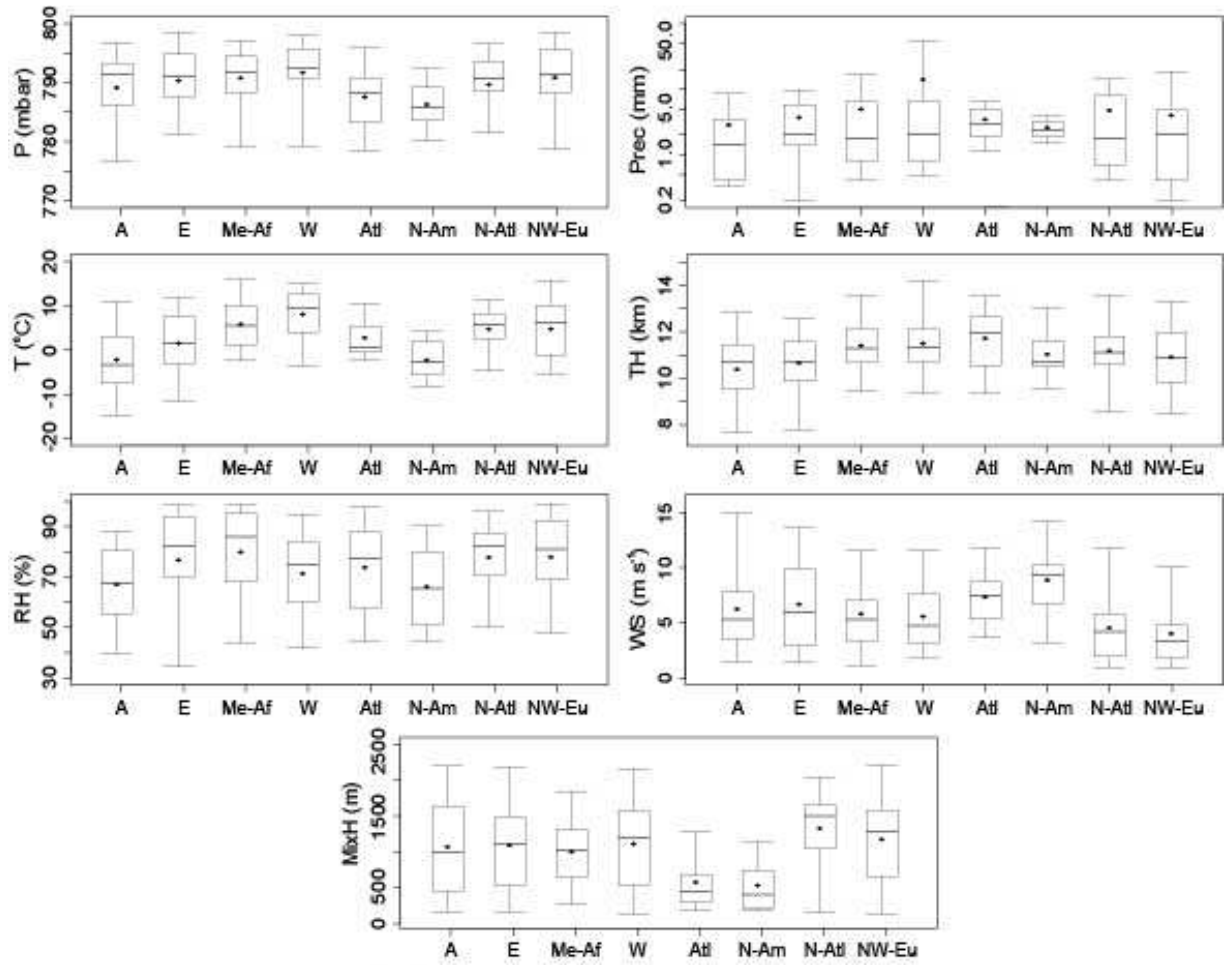 P (mbar)
800
790
780
770
A E Me-Af W Atl N-Am N-Atl NW-Eu
Prec (mm)
50.0
5.0
1.0
0.2
A E Me-Af W Atl N-Am N-Atl NW-Eu
T (°C)
20
10
0
-10
-20
A E Me-Af W Atl N-Am N-Atl NW-Eu
TH (km)
14
12
10
8
A E Me-Af W Atl N-Am N-Atl NW-Eu
RH (%)
90
70
50
30
A E Me-Af W Atl N-Am N-Atl NW-Eu
WS (m s⁻¹)
15
10
5
0
A E Me-Af W Atl N-Am N-Atl NW-Eu
MixH (m)
2500
1500
500
0
A E Me-Af W Atl N-Am N-Atl NW-Eu